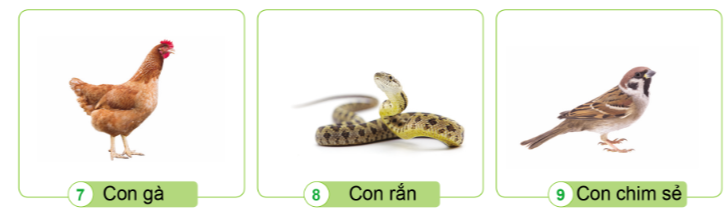 7 Con gà
8 Con rắn
9 Con chim sẻ